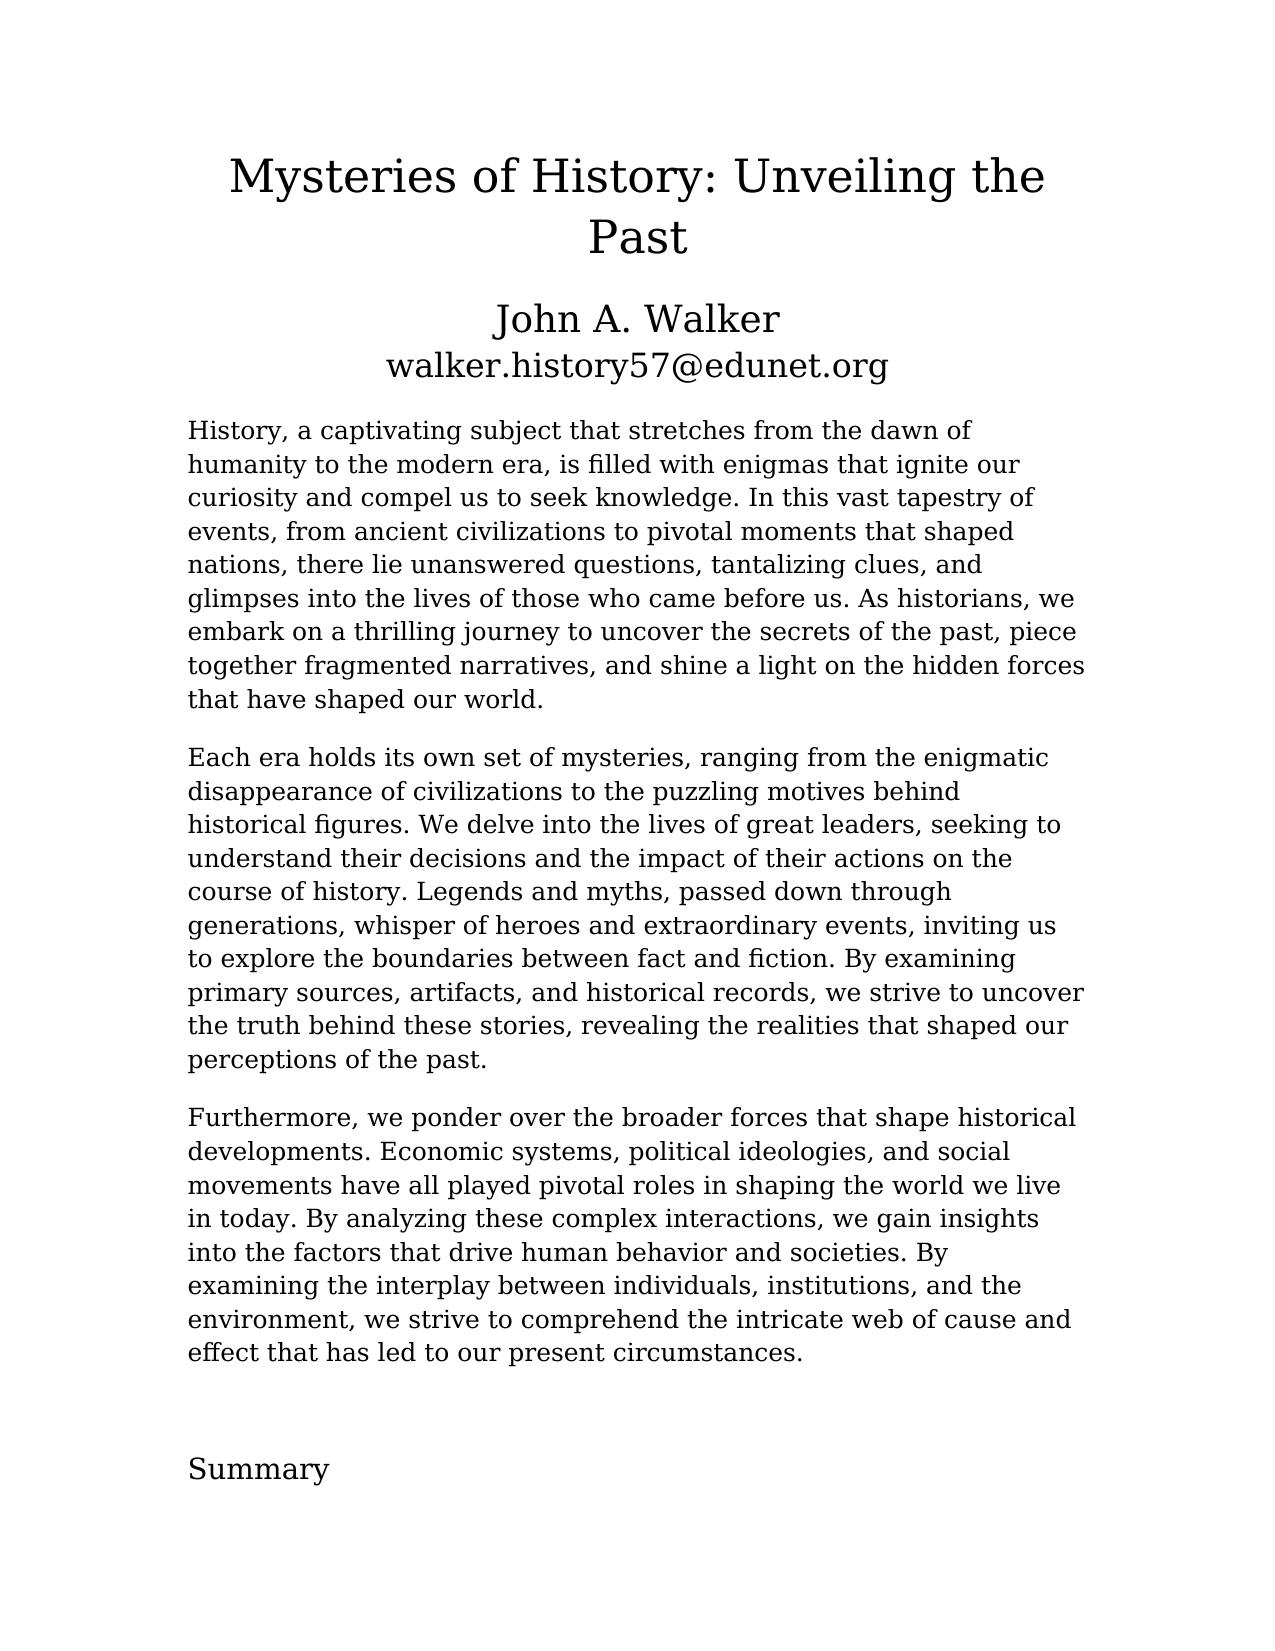 Mysteries of History: Unveiling the
Past
John A. Walker
walker.history57@edunet.org
History, a captivating subject that stretches from the dawn of
humanity to the modern era, is filled with enigmas that ignite our
curiosity and compel us to seek knowledge. In this vast tapestry of
events, from ancient civilizations to pivotal moments that shaped
nations, there lie unanswered questions, tantalizing clues, and
glimpses into the lives of those who came before us. As historians, we
embark on a thrilling journey to uncover the secrets of the past, piece
together fragmented narratives, and shine a light on the hidden forces
that have shaped our world.
Each era holds its own set of mysteries, ranging from the enigmatic
disappearance of civilizations to the puzzling motives behind
historical figures. We delve into the lives of great leaders, seeking to
understand their decisions and the impact of their actions on the
course of history. Legends and myths, passed down through
generations, whisper of heroes and extraordinary events, inviting us
to explore the boundaries between fact and fiction. By examining
primary sources, artifacts, and historical records, we strive to uncover
the truth behind these stories, revealing the realities that shaped our
perceptions of the past.
Furthermore, we ponder over the broader forces that shape historical
developments. Economic systems, political ideologies, and social
movements have all played pivotal roles in shaping the world we live
in today. By analyzing these complex interactions, we gain insights
into the factors that drive human behavior and societies. By
examining the interplay between individuals, institutions, and the
environment, we strive to comprehend the intricate web of cause and
effect that has led to our present circumstances.
Summary